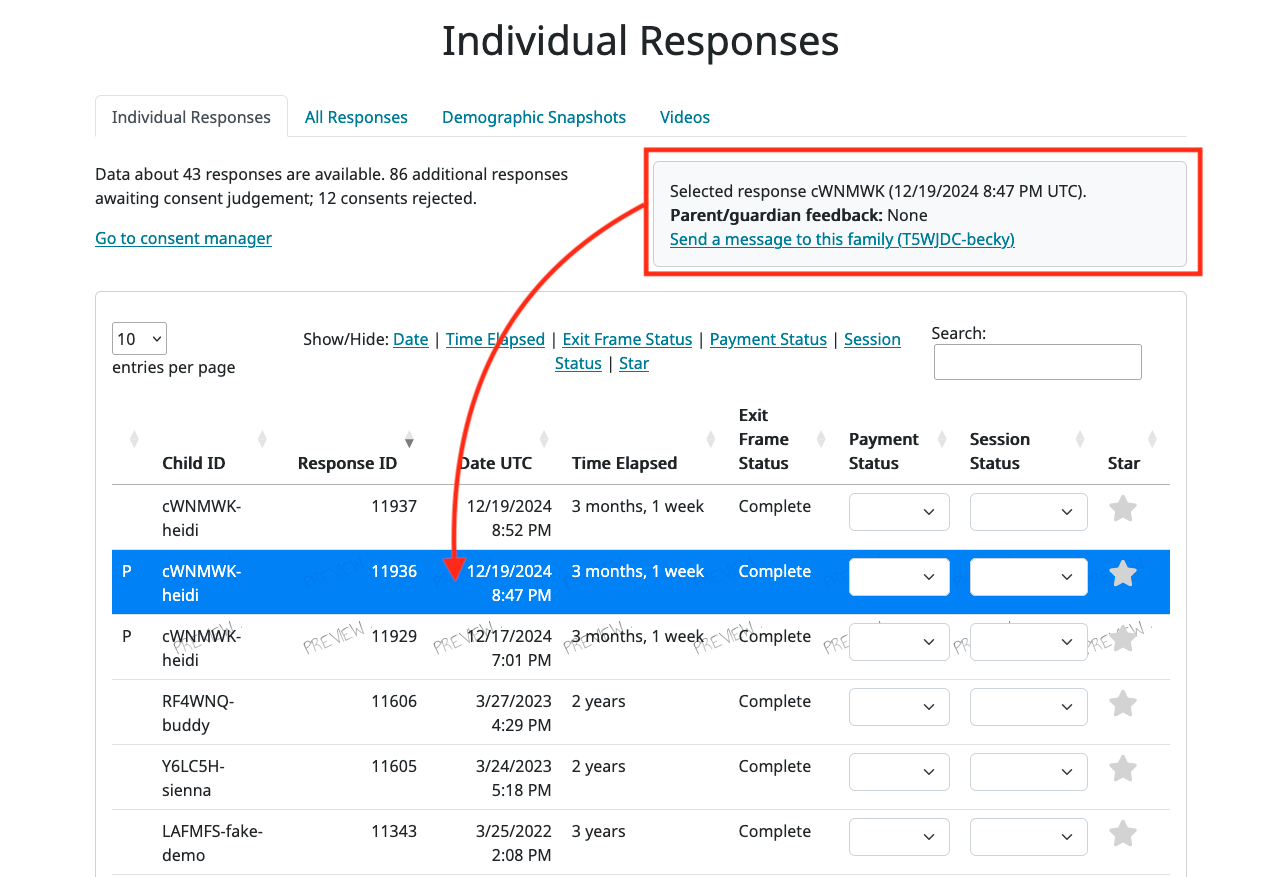 Individual Responses
Individual Responses
All Responses
Demographic Snapshots
Videos
Data about 43 responses are available. 86 additional responses
awaiting consent judgement; 12 consents rejected.
Go to consent manager
Selected response cWNMWK (12/19/2024 8:47 PM UTC).
Parent/guardian feedback: None
Send a message to this family (T5WJDC-becky)
10
entries per page
Show/Hide: Date | Time Elapsed | Exit Frame Status | Payment Status | Session
Status | Star
Search:
Child ID
Response ID
Date UTC
Time Elapsed
Exit
Frame
Status
Payment
Status
Session
Status
Star
cWNMWK-
heidi
11937
12/19/2024
8:52 PM
3 months, 1 week
Complete
P
cWNMWK-
heidi
11936
12/19/2024
8:47 PM
3 months, 1 week
Complete
P
cWNMWK-
heidi
11929
12/17/2024
7:01 PM
3 months, 1 week
Complete
PREVIEW. PREVIEW. PREVIEW. PREVIEW. PREVIEW. PR PR PREVIEW.
RF4WNQ-
buddy
11606
3/27/2023
4:29 PM
2 years
Complete
Y6LC5H-
sienna
11605
3/24/2023
5:18 PM
2 years
Complete
LAFMFS-fake-
demo
11343
3/25/2022
2:08 PM
3 years
Complete